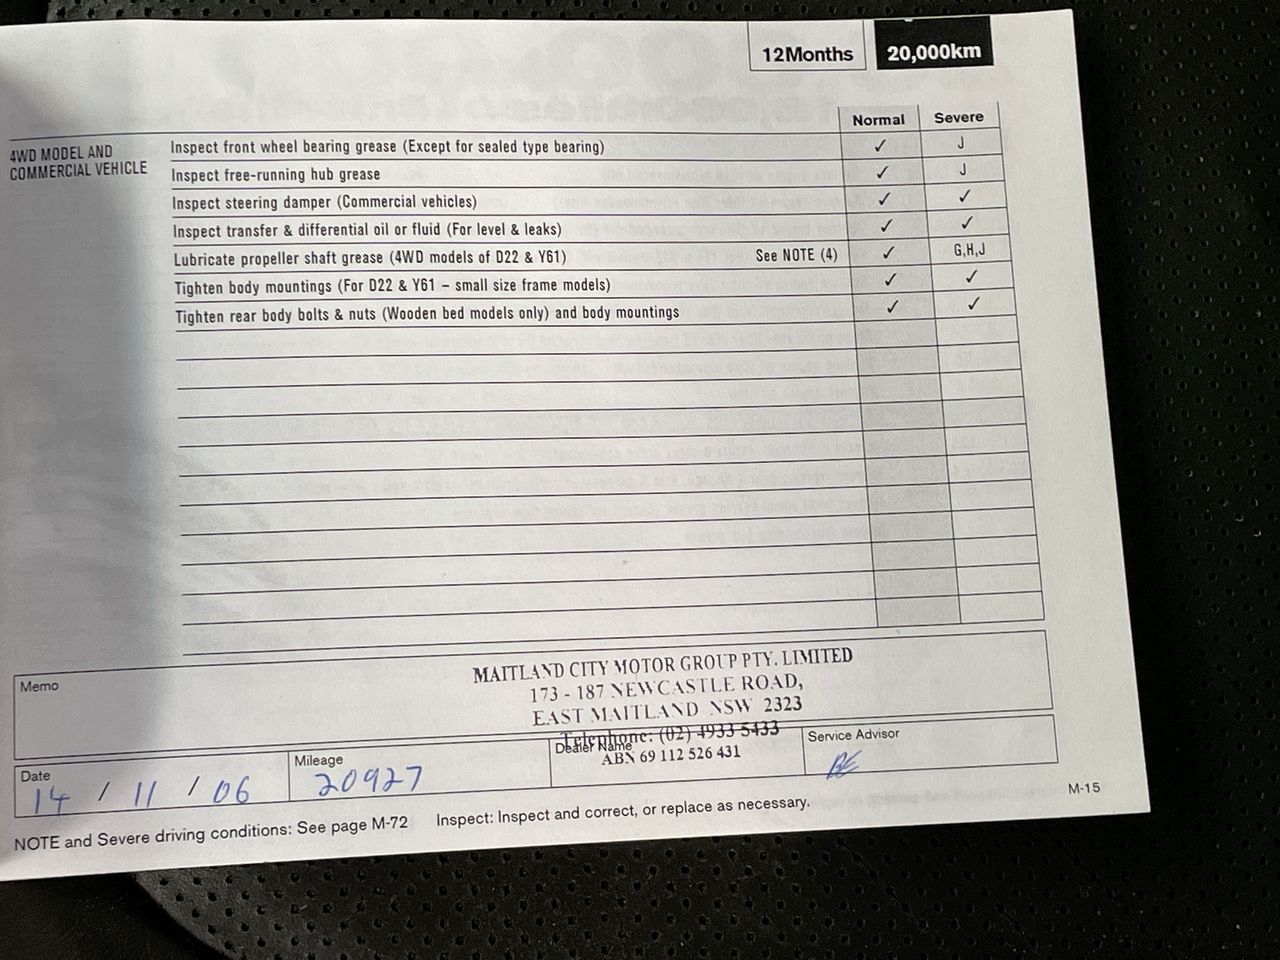 12Months 20,000km
Normal Severe
4WD MODEL AND
COMMERCIAL VEHICLE
Inspect front wheel bearing grease (Except for sealed type bearing) ✓ J
Inspect free-running hub grease ✓ J
Inspect steering damper (Commercial vehicles) ✓ ✓
Inspect transfer & differential oil or fluid (For level & leaks) ✓ ✓
Lubricate propeller shaft grease (4WD models of D22 & Y61) See NOTE (4) ✓ G,H,J
Tighten body mountings (For D22 & Y61 – small size frame models) ✓ ✓
Tighten rear body bolts & nuts (Wooden bed models only) and body mountings ✓ ✓
Memo
MAITLAND CITY MOTOR GROUP PTY. LIMITED
173 - 187 NEWCASTLE ROAD,
EAST MAITLAND NSW 2323
Telephone: (02) 4933 5433
ABN 69 112 526 431
Date
14 / 11 / 06
Mileage
20927
Dealer Name
Service Advisor
NOTE and Severe driving conditions: See page M-72 Inspect: Inspect and correct, or replace as necessary.
M-15